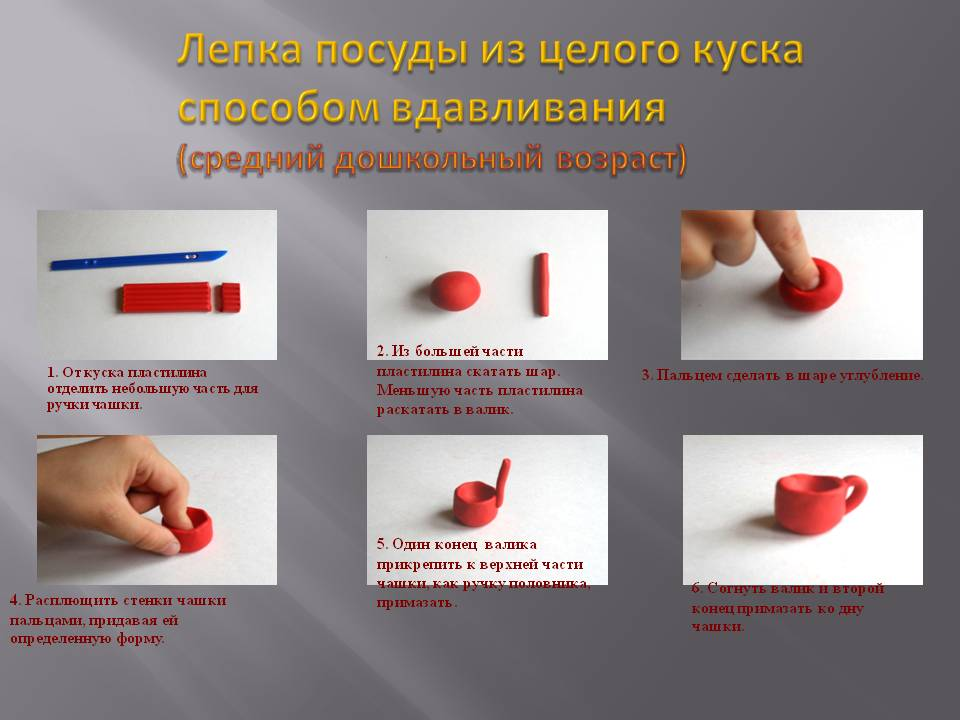 Лепка посуды из целого куска
способом вдавливания
(средний дошкольный возраст)
1. От куска пластилина
отделить небольшую часть для
ручки чашки.
2. Из большей части
пластилина скатать шар.
Меньшую часть пластилина
раскатать в валик.
3. Пальцем сделать в шаре углубление.
4. Расплющить стенки чашки
пальцами, придавая ей
определенную форму.
5. Один конец валика
прикрепить к верхней части
чашки, как ручку половника,
примазать.
6. Согнуть валик и второй
конец примазать ко дну
чашки.